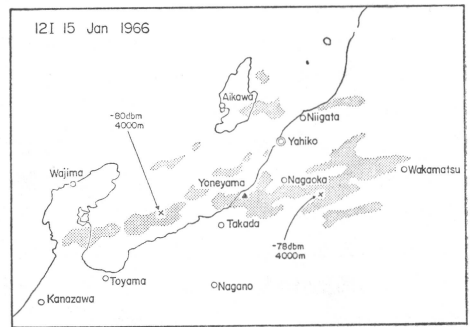 12I 15 Jan 1966
Aikawa
-80dbm
4000m
Niigata
Yahiko
Wajima
Yoneyama
Nagaoka
Wakamatsu
Takada
-78dbm
4000m
Toyama
Nagano
Kanazawa